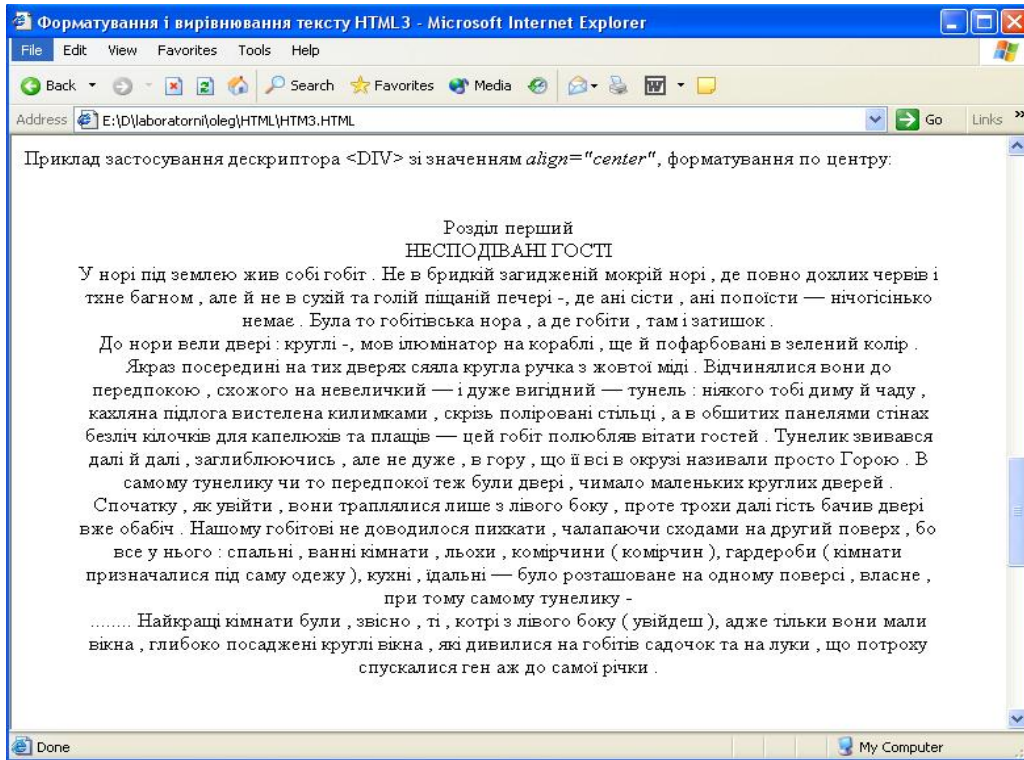 Форматування і вирівнювання тексту HTML3 - Microsoft Internet Explorer
File Edit View Favorites Tools Help
Back Search Favorites Media
Address E:\D\laboratorni\oleg\HTML\HTM3.HTML Go Links »
Приклад застосування дескриптора <DIV> зі значенням align="center", форматування по центру:
Розділ перший
НЕСПОДІВАНІ ГОСТІ
У норі під землею жив собі гобіт . Не в бридкій загидженій мокрій норі , де повно дохлих червів і
тхне багном , але й не в сухій та голій піщаній печері -, де ані сісти , ані попоїсти — нічогісінько
немає . Була то гобітівська нора , а де гобіти , там і затишок .
До нори вели двері : круглі -, мов ілюмінатор на кораблі , ще й пофарбовані в зелений колір .
Якраз посередині на тих дверях сяяла кругла ручка з жовтої міді . Відчинялися вони до
передпокою , схожого на невеличкий — і дуже вигідний — тунель : ніякого тобі диму й чаду ,
кахляна підлога вистелена килимками , скрізь поліровані стільці , а в обшитих панелями стінах
безліч кілочків для капелюхів та плащів — цей гобіт полюбляв вітати гостей . Тунелик звивався
далі й далі , заглиблюючись , але не дуже , в гору , що її всі в окрузі називали просто Горою . В
самому тунелику чи то передпокої теж були двері , чимало маленьких круглих дверей .
Спочатку , як увійти , вони траплялися лише з лівого боку , проте трохи далі гість бачив двері
вже обабіч . Нашому гобітові не доводилося пихкати , чалапаючи сходами на другий поверх , бо
все у нього : спальні , ванні кімнати , льохи , комірчини ( комірчин ), гардероби ( кімнати
призначалися під саму одежу ), кухні , їдальні — було розташоване на одному поверсі , власне ,
при тому самому тунелику -
........ Найкращі кімнати були , звісно , ті , котрі з лівого боку ( увійдеш ), адже тільки вони мали
вікна , глибоко посаджені круглі вікна , які дивилися на гобітів садочок та на луки , що потроху
спускалися ген аж до самої річки .
Done My Computer